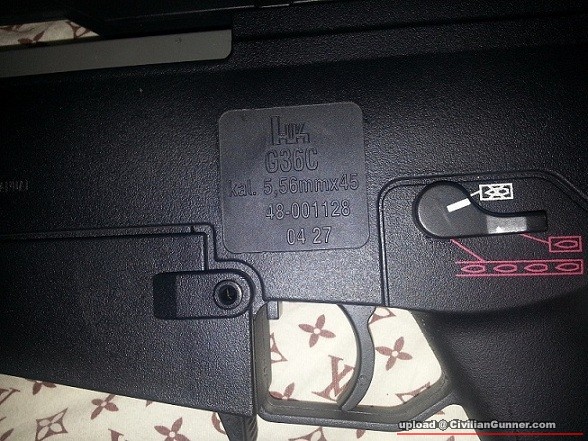 HK
G36C
kal. 5,56mmx45
48-001128
04 27
upload @ CivilianGunner.com